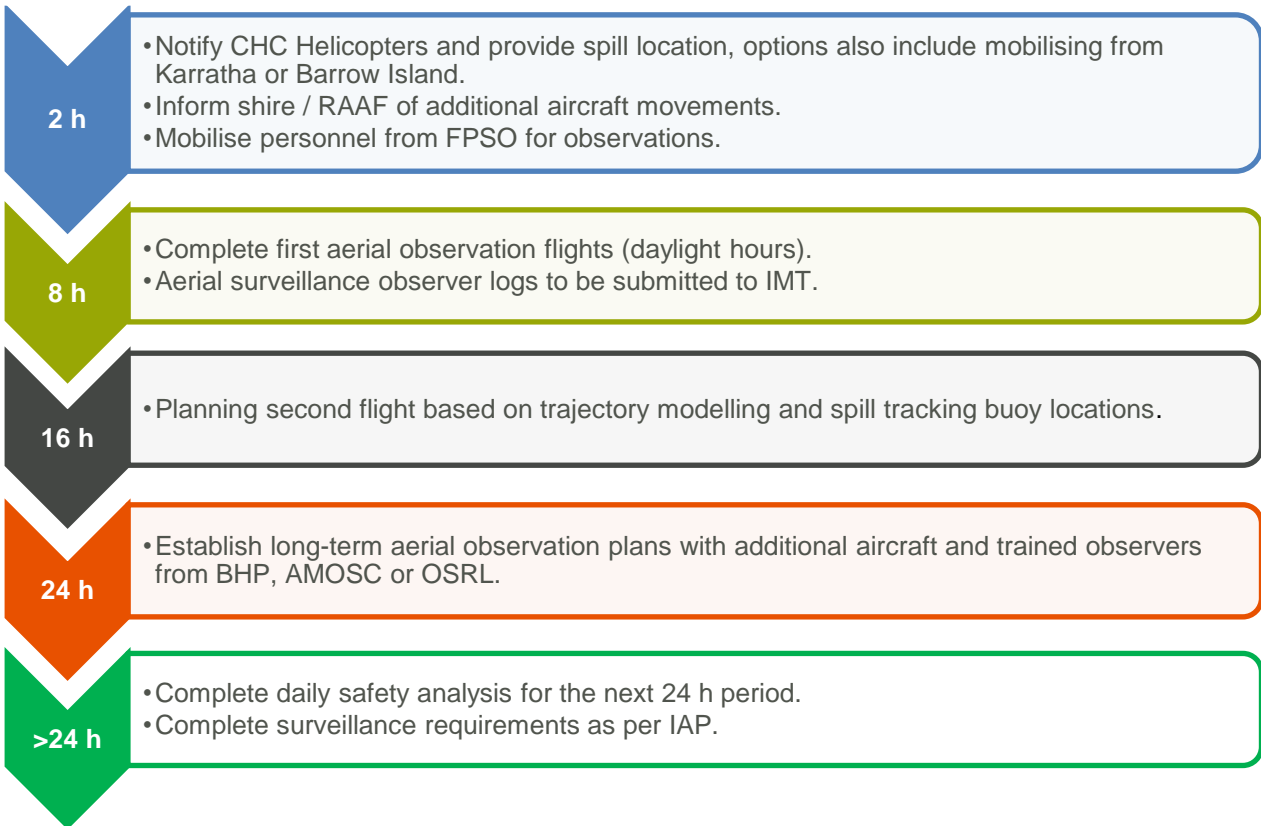 2 h
•Notify CHC Helicopters and provide spill location, options also include mobilising from
Karratha or Barrow Island.
•Inform shire / RAAF of additional aircraft movements.
•Mobilise personnel from FPSO for observations.
8 h
•Complete first aerial observation flights (daylight hours).
•Aerial surveillance observer logs to be submitted to IMT.
16 h
•Planning second flight based on trajectory modelling and spill tracking buoy locations.
24 h
•Establish long-term aerial observation plans with additional aircraft and trained observers
from BHP, AMOSC or OSRL.
>24 h
•Complete daily safety analysis for the next 24 h period.
•Complete surveillance requirements as per IAP.